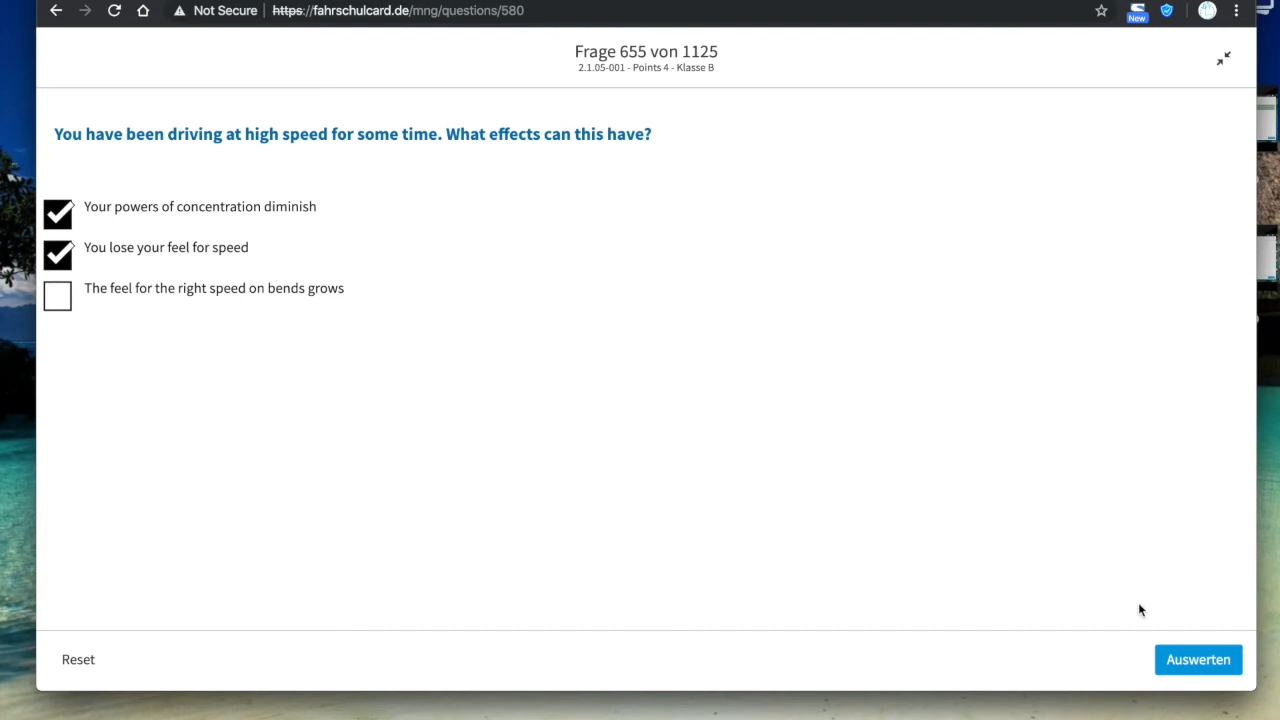 Not Secure
https://fahrschulcard.de/mng/questions/580
New
Frage 655 von 1125
2.1.05-001 - Points 4 - Klasse B
You have been driving at high speed for some time. What effects can this have?
Your powers of concentration diminish
You lose your feel for speed
The feel for the right speed on bends grows
Reset
Auswerten